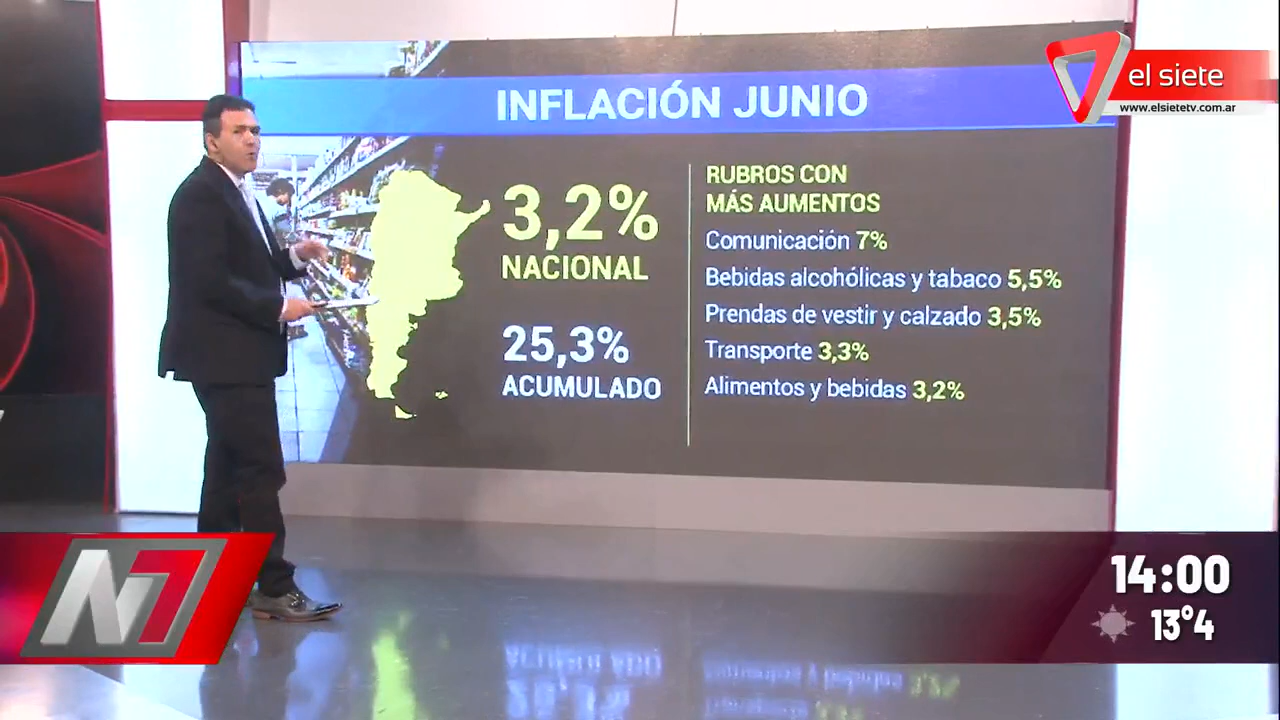 INFLACIÓN JUNIO
el siete
www.elsietetv.com.ar
3,2%
NACIONAL
25,3%
ACUMULADO
RUBROS CON
MÁS AUMENTOS
Comunicación 7%
Bebidas alcohólicas y tabaco 5,5%
Prendas de vestir y calzado 3,5%
Transporte 3,3%
Alimentos y bebidas 3,2%
N7
14:00
13°4